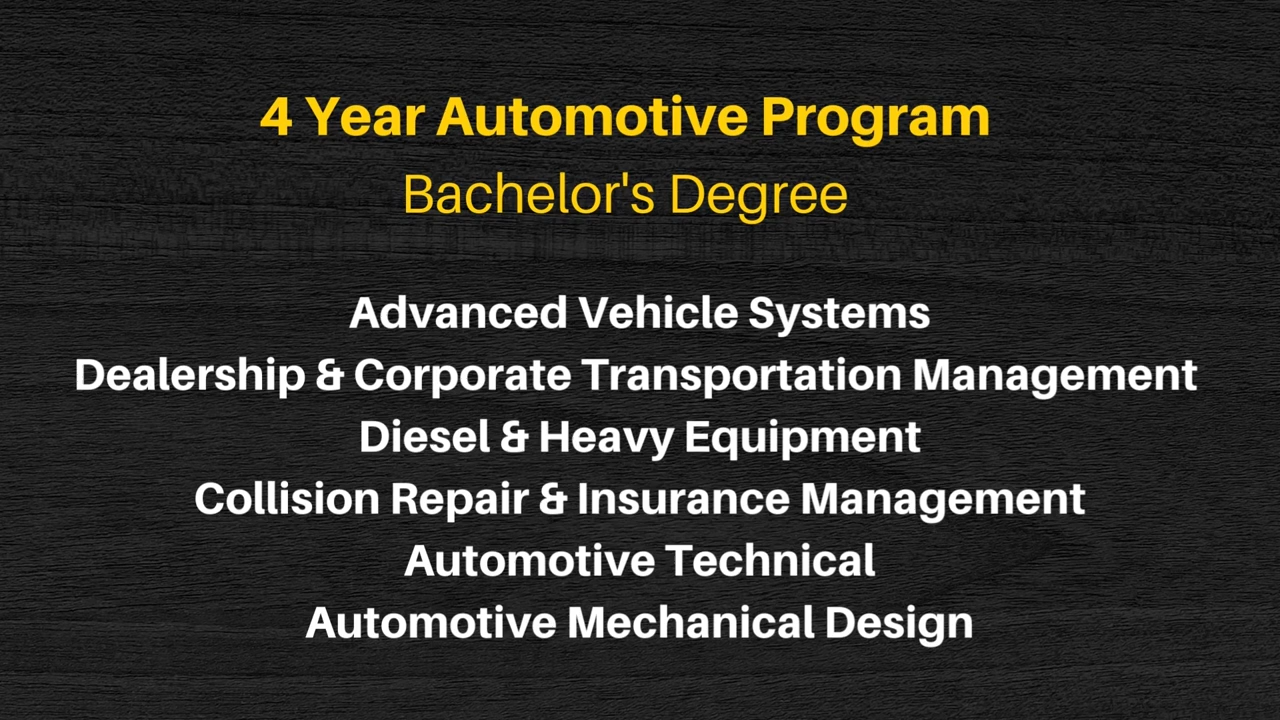 4 Year Automotive Program
Bachelor's Degree
Advanced Vehicle Systems
Dealership & Corporate Transportation Management
Diesel & Heavy Equipment
Collision Repair & Insurance Management
Automotive Technical
Automotive Mechanical Design